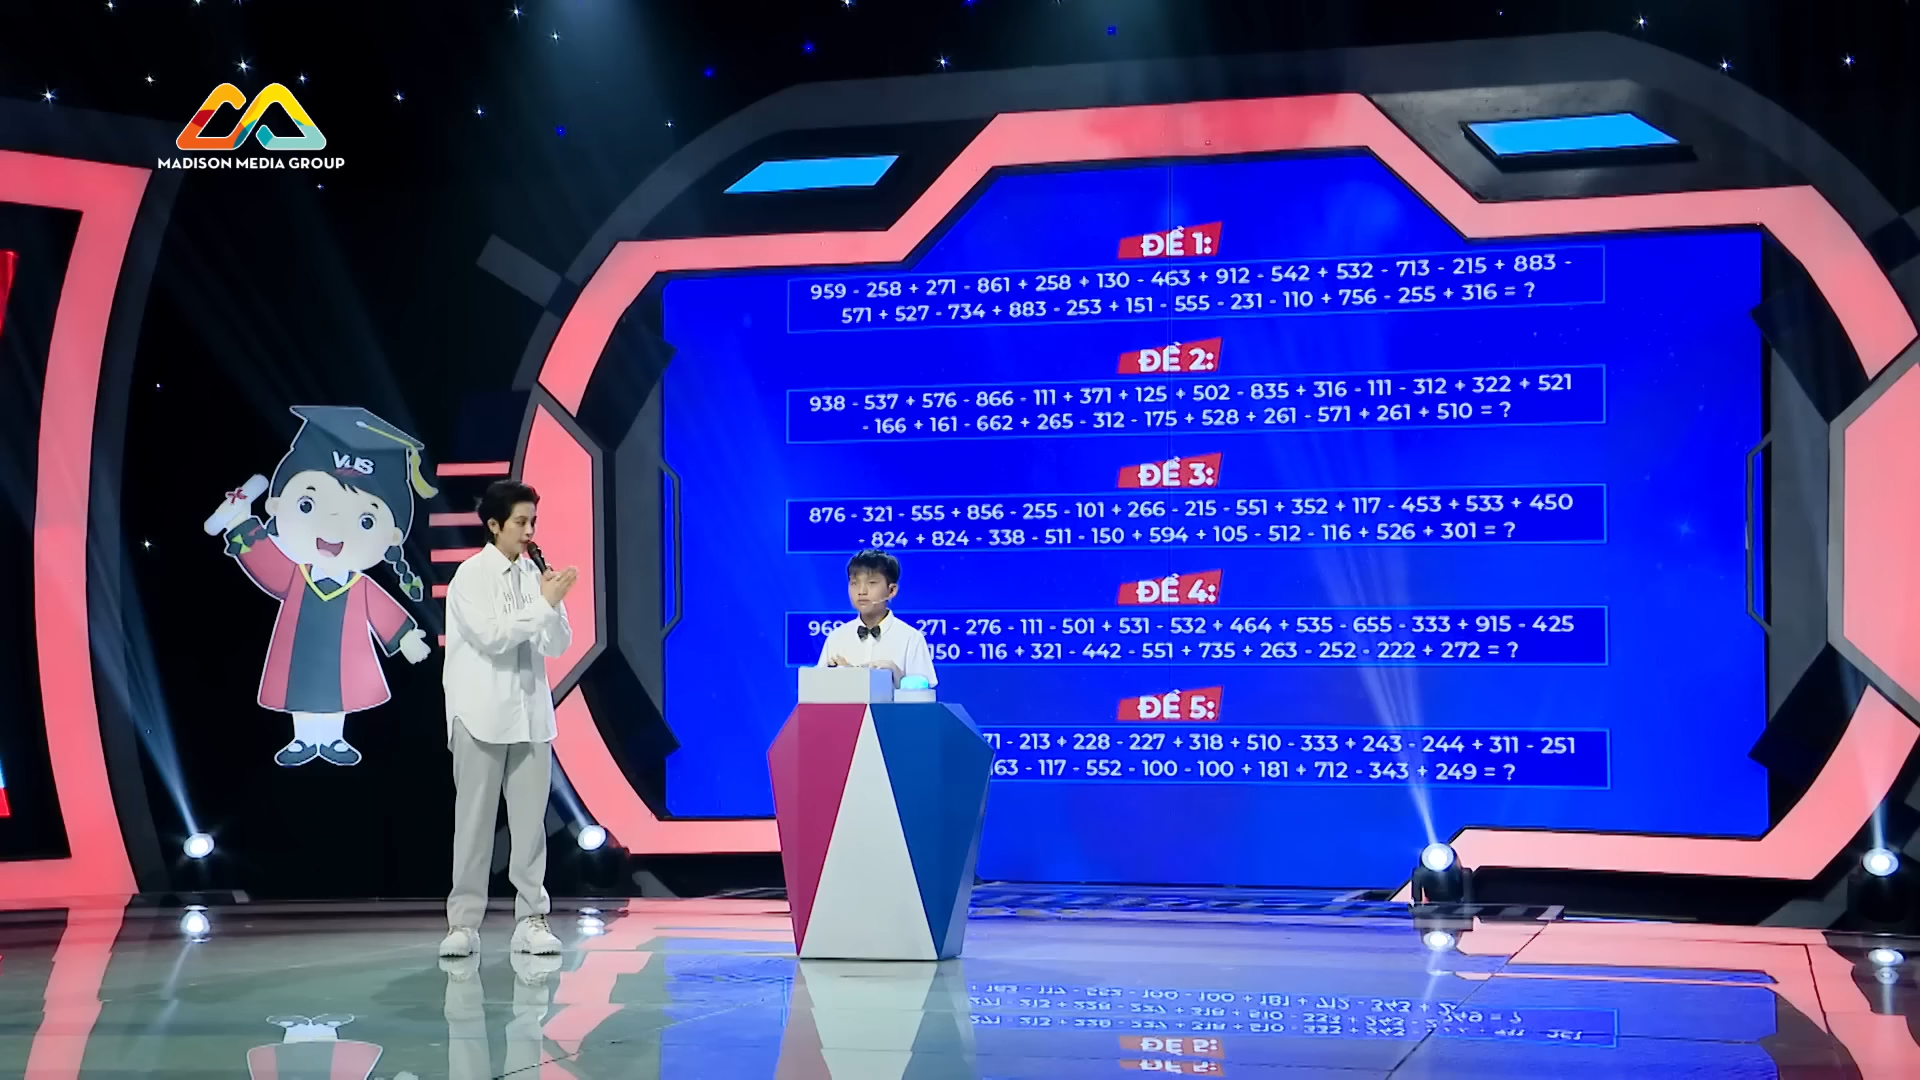 MADISON MEDIA GROUP
ĐỀ 1:
959 - 258 + 271 - 861 + 258 + 130 - 463 + 912 - 542 + 532 - 713 - 215 + 883 -
571 + 527 - 734 + 883 - 253 + 151 - 555 - 231 - 110 + 756 - 255 + 316 = ?
ĐỀ 2:
938 - 537 + 576 - 866 - 111 + 371 + 125 + 502 - 835 + 316 - 111 - 312 + 322 + 521
- 166 + 161 - 662 + 265 - 312 - 175 + 528 + 261 - 571 + 261 + 510 = ?
ĐỀ 3:
876 - 321 - 555 + 856 - 255 - 101 + 266 - 215 - 551 + 352 + 117 - 453 + 533 + 450
- 824 + 824 - 338 - 511 - 150 + 594 + 105 - 512 - 116 + 526 + 301 = ?
ĐỀ 4:
271 - 276 - 111 - 501 + 531 - 532 + 464 + 535 - 655 - 333 + 915 - 425
150 - 116 + 321 - 442 - 551 + 735 + 263 - 252 - 222 + 272 = ?
ĐỀ 5:
- 213 + 228 - 227 + 318 + 510 - 333 + 243 - 244 + 311 - 251
163 - 117 - 552 - 100 - 100 + 181 + 712 - 343 + 249 = ?
VUS